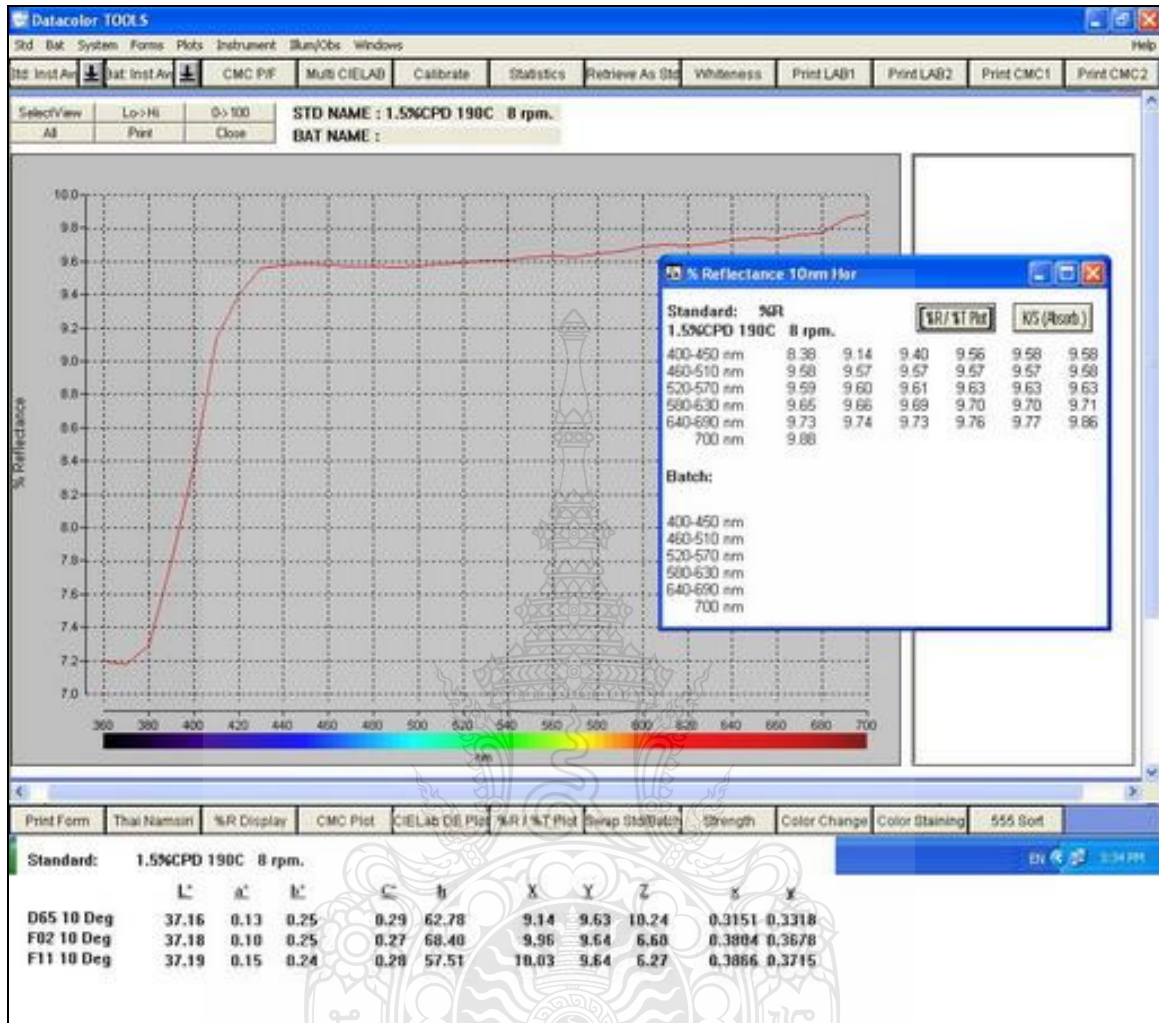 Datacolor TOOLS
Std Bat System Forms Plots Instrument Illum/Obs Windows Help
Std: Inst Av Bat: Inst Av CMC P/F Multi CIELAB Calibrate Statistics Retrieve As Std Whiteness Print LAB1 Print LAB2 Print CMC1 Print CMC2
SelectView Lo->Hi 0->100 STD NAME : 1.5%CPD 190C 8 rpm.
All Print Close BAT NAME :
10.0
9.8
9.6
9.4
9.2
9.0
8.8
8.6
8.4
8.2
8.0
7.8
7.6
7.4
7.2
7.0
% Reflectance
360 380 400 420 440 460 480 500 520 540 560 580 600 620 640 660 680 700
nm
% Reflectance 10nm Hor
Standard: %R
1.5%CPD 190C 8 rpm.
%R / %T Plot K/S (Absorb.)
400-450 nm 8.38 9.14 9.40 9.56 9.58 9.58
460-510 nm 9.58 9.57 9.57 9.57 9.57 9.58
520-570 nm 9.59 9.60 9.61 9.63 9.63 9.63
580-630 nm 9.65 9.66 9.69 9.70 9.70 9.71
640-690 nm 9.73 9.74 9.73 9.76 9.77 9.86
700 nm 9.88
Batch:
400-450 nm
460-510 nm
520-570 nm
580-630 nm
640-690 nm
700 nm
Print Form Thai Namsiri %R Display CMC Plot CIELab DE Plot %R / %T Plot Swap Std/Batch Strength Color Change Color Staining 555 Sort
EN
Standard: 1.5%CPD 190C 8 rpm.
L* a* b* C* h X Y Z x y
D65 10 Deg 37.16 0.13 0.25 0.29 62.78 9.14 9.63 10.24 0.3151 0.3318
F02 10 Deg 37.18 0.10 0.25 0.27 68.40 9.96 9.64 6.60 0.3804 0.3678
F11 10 Deg 37.19 0.15 0.24 0.28 57.51 10.03 9.64 6.27 0.3866 0.3715